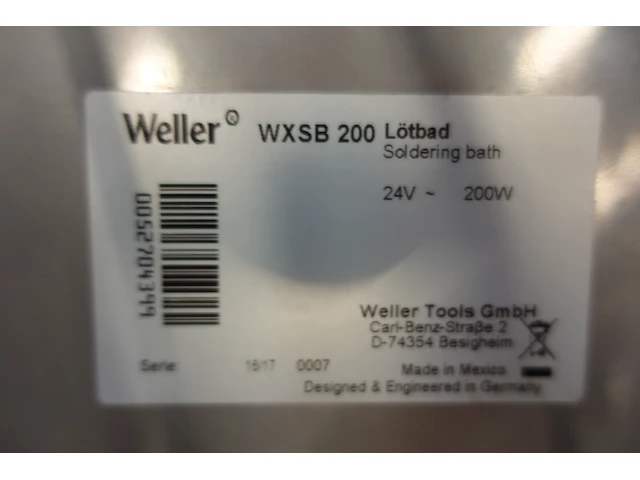 Weller® WXSB 200 Lötbad
Soldering bath
24V ~ 200W
0052704399
Weller Tools GmbH
Carl-Benz-Straße 2
D-74354 Besigheim
Serie: 16/17 0007
Made in Mexico
Designed & Engineered in Germany